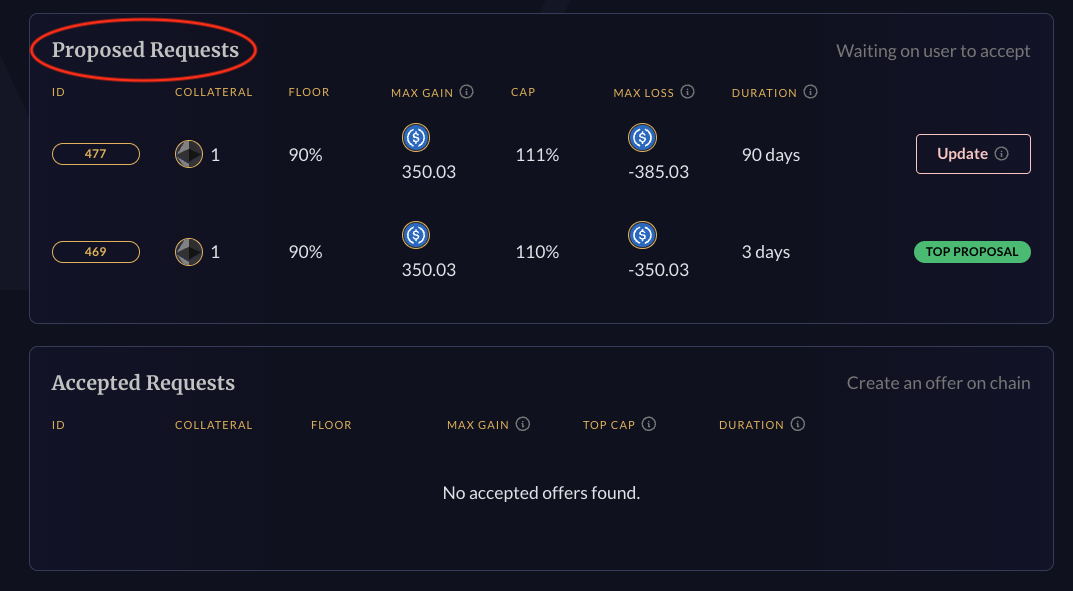 Proposed Requests Waiting on user to accept
ID COLLATERAL FLOOR MAX GAIN CAP MAX LOSS DURATION
477 1 90% 350.03 111% -385.03 90 days Update
469 1 90% 350.03 110% -350.03 3 days TOP PROPOSAL
Accepted Requests Create an offer on chain
ID COLLATERAL FLOOR MAX GAIN TOP CAP DURATION
No accepted offers found.